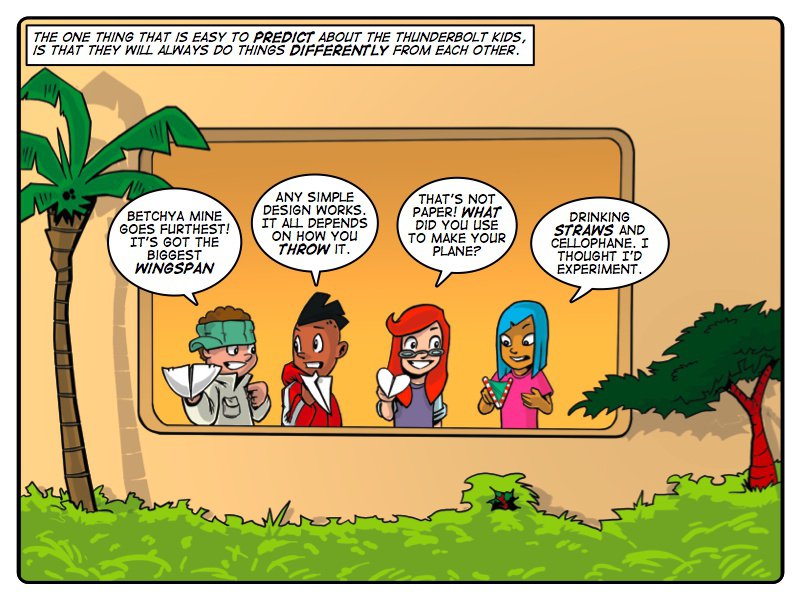 THE ONE THING THAT IS EASY TO PREDICT ABOUT THE THUNDERBOLT KIDS,
IS THAT THEY WILL ALWAYS DO THINGS DIFFERENTLY FROM EACH OTHER.
BETCHYA MINE
GOES FURTHEST!
IT'S GOT THE
BIGGEST
WINGSPAN
ANY SIMPLE
DESIGN WORKS.
IT ALL DEPENDS
ON HOW YOU
THROW IT.
THAT'S NOT
PAPER! WHAT
DID YOU USE
TO MAKE YOUR
PLANE?
DRINKING
STRAWS AND
CELLOPHANE. I
THOUGHT I'D
EXPERIMENT.